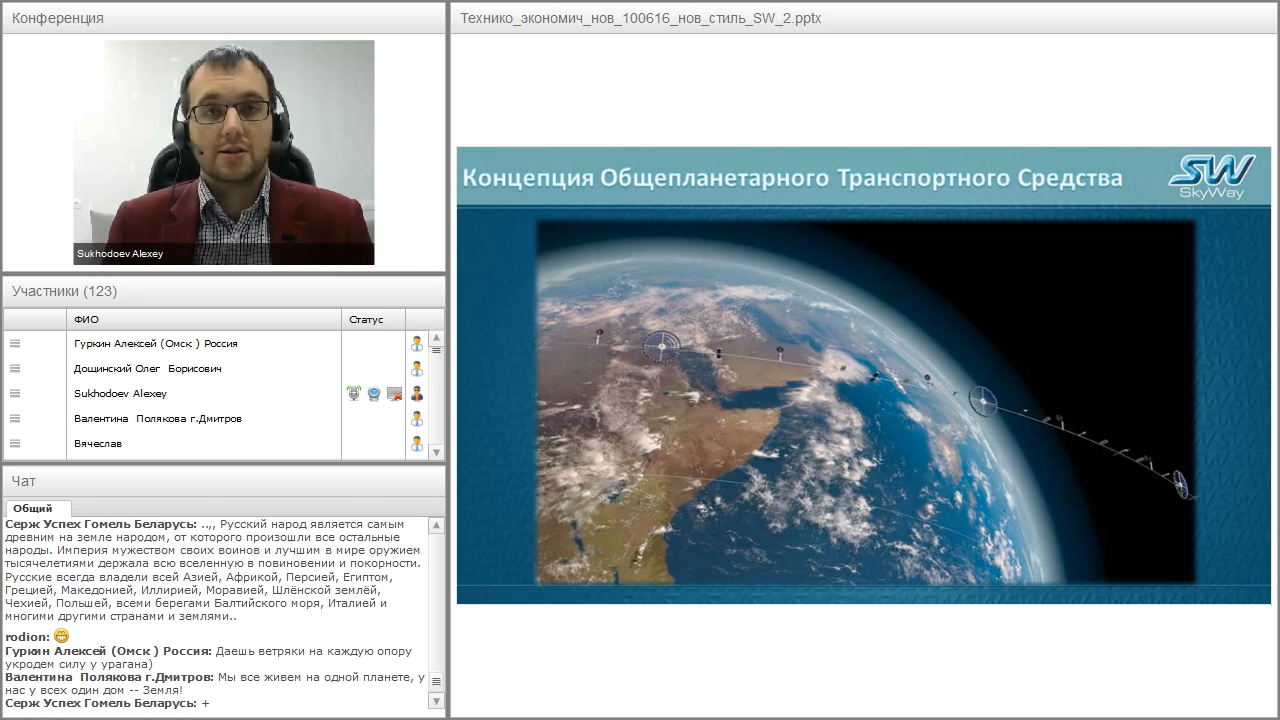 Конференция
Sukhodoev Alexey
Участники (123)
ФИО
Статус
Гуркин Алексей (Омск ) Россия
Дощинский Олег Борисович
Sukhodoev Alexey
Валентина Полякова г.Дмитров
Вячеслав
Чат
Общий
Серж Успех Гомель Беларусь: ..,, Русский народ является самым
древним на земле народом, от которого произошли все остальные
народы. Империя мужеством своих воинов и лучшим в мире оружием
тысячелетиями держала всю вселенную в повиновении и покорности.
Русские всегда владели всей Азией, Африкой, Персией, Египтом,
Грецией, Македонией, Иллирией, Моравией, Шлёнской землёй,
Чехией, Польшей, всеми берегами Балтийского моря, Италией и
многими другими странами и землями..
rodion:
Гуркин Алексей (Омск ) Россия: Даешь ветряки на каждую опору
укродем силу у урагана)
Валентина Полякова г.Дмитров: Мы все живем на одной планете, у
нас у всех один дом -- Земля!
Серж Успех Гомель Беларусь: +
Технико_экономич_нов_100616_нов_стиль_SW_2.pptx
Концепция Общепланетарного Транспортного Средства
SW
SkyWay